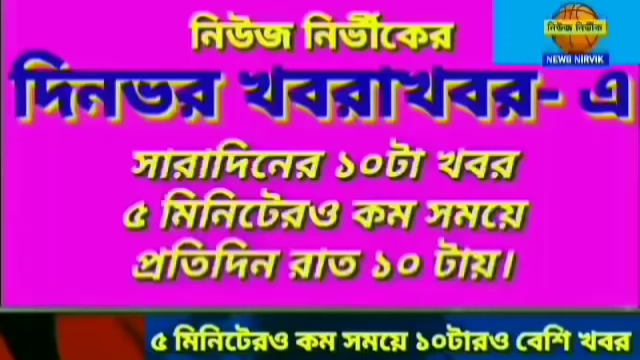 নিউজ নির্ভীকের
নিউজ নির্ভীক
NEWS NIRVIK
দিনভর খবরাখবর- এ
সারাদিনের ১০টা খবর
৫ মিনিটেরও কম সময়ে
প্রতিদিন রাত ১০ টায়।
৫ মিনিটেরও কম সময়ে ১০টারও বেশি খবর